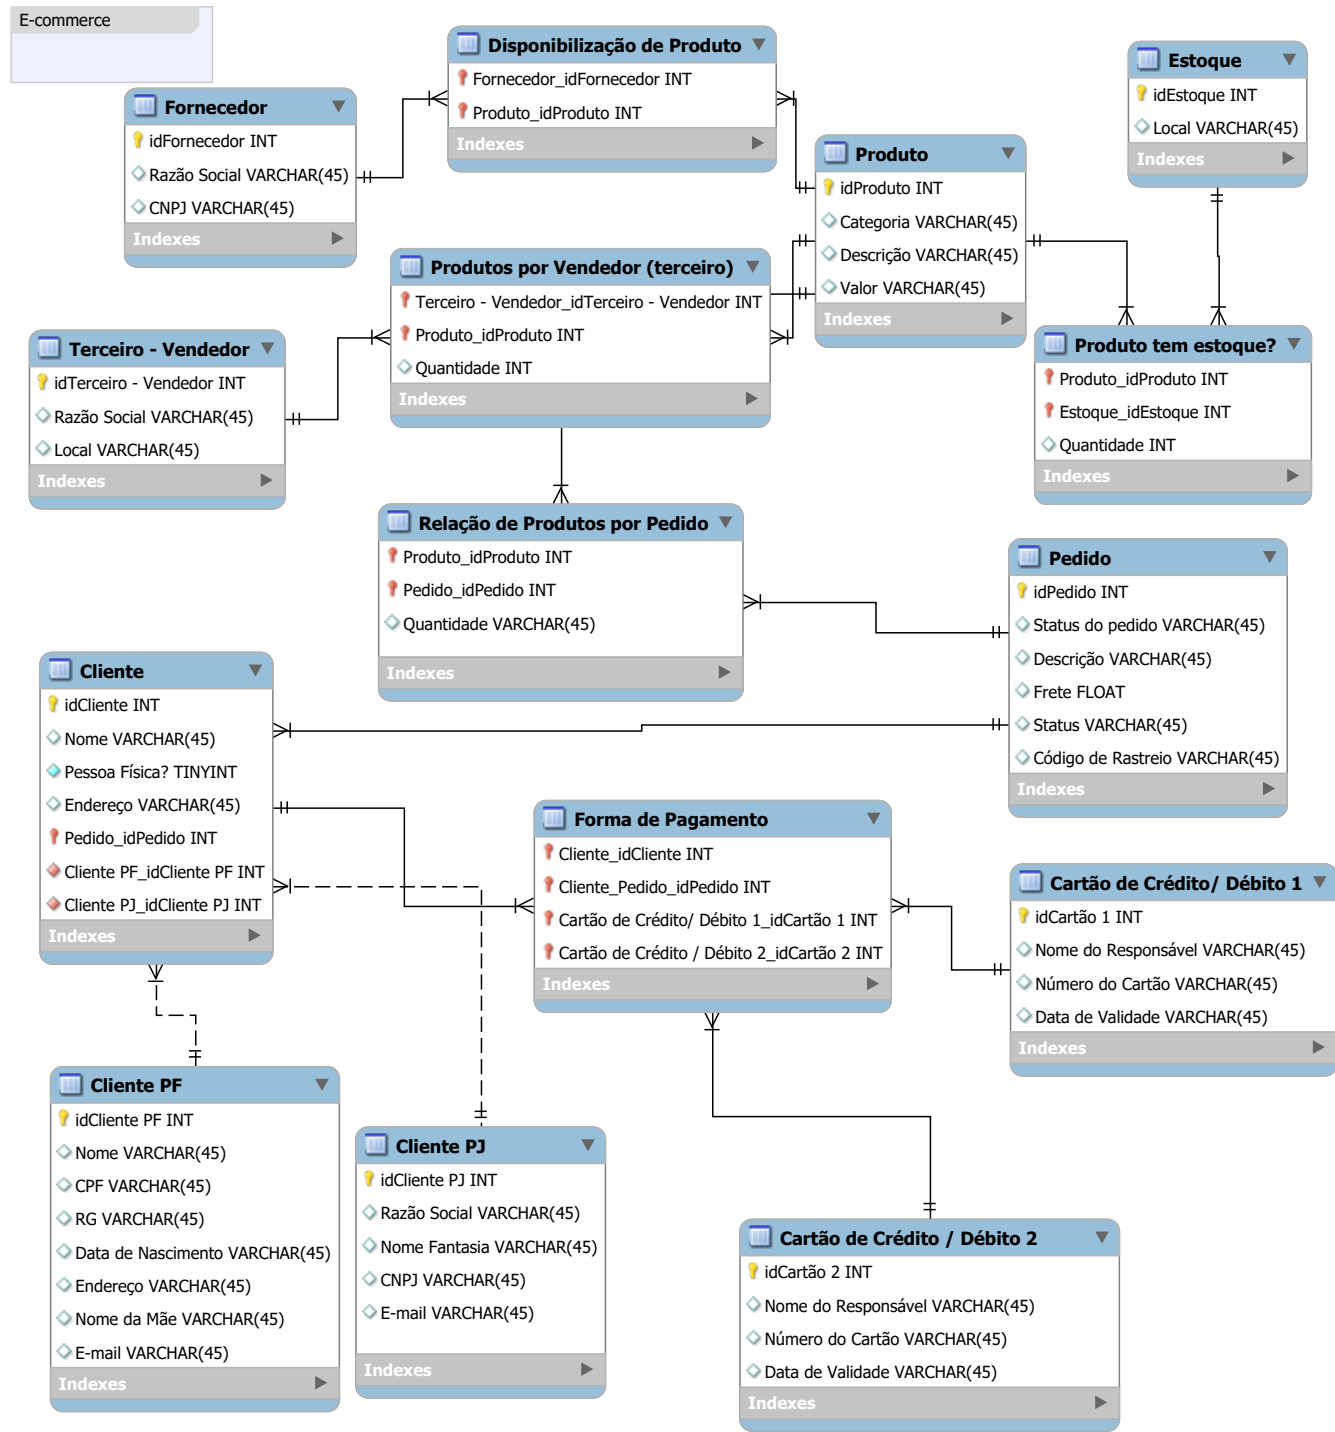 E-commerce
Disponibilização de Produto
Fornecedor_idFornecedor INT
Produto_idProduto INT
Indexes
Estoque
idEstoque INT
Local VARCHAR(45)
Indexes
Fornecedor
idFornecedor INT
Razão Social VARCHAR(45)
CNPJ VARCHAR(45)
Indexes
Produto
idProduto INT
Categoria VARCHAR(45)
Descrição VARCHAR(45)
Valor VARCHAR(45)
Indexes
Produtos por Vendedor (terceiro)
Terceiro - Vendedor_idTerceiro - Vendedor INT
Produto_idProduto INT
Quantidade INT
Indexes
Terceiro - Vendedor
idTerceiro - Vendedor INT
Razão Social VARCHAR(45)
Local VARCHAR(45)
Indexes
Produto tem estoque?
Produto_idProduto INT
Estoque_idEstoque INT
Quantidade INT
Indexes
Relação de Produtos por Pedido
Produto_idProduto INT
Pedido_idPedido INT
Quantidade VARCHAR(45)
Indexes
Pedido
idPedido INT
Status do pedido VARCHAR(45)
Descrição VARCHAR(45)
Frete FLOAT
Status VARCHAR(45)
Código de Rastreio VARCHAR(45)
Indexes
Cliente
idCliente INT
Nome VARCHAR(45)
Pessoa Física? TINYINT
Endereço VARCHAR(45)
Pedido_idPedido INT
Cliente PF_idCliente PF INT
Cliente PJ_idCliente PJ INT
Indexes
Forma de Pagamento
Cliente_idCliente INT
Cliente_Pedido_idPedido INT
Cartão de Crédito/ Débito 1_idCartão 1 INT
Cartão de Crédito / Débito 2_idCartão 2 INT
Indexes
Cartão de Crédito/ Débito 1
idCartão 1 INT
Nome do Responsável VARCHAR(45)
Número do Cartão VARCHAR(45)
Data de Validade VARCHAR(45)
Indexes
Cliente PF
idCliente PF INT
Nome VARCHAR(45)
CPF VARCHAR(45)
RG VARCHAR(45)
Data de Nascimento VARCHAR(45)
Endereço VARCHAR(45)
Nome da Mãe VARCHAR(45)
E-mail VARCHAR(45)
Indexes
Cliente PJ
idCliente PJ INT
Razão Social VARCHAR(45)
Nome Fantasia VARCHAR(45)
CNPJ VARCHAR(45)
E-mail VARCHAR(45)
Indexes
Cartão de Crédito / Débito 2
idCartão 2 INT
Nome do Responsável VARCHAR(45)
Número do Cartão VARCHAR(45)
Data de Validade VARCHAR(45)
Indexes